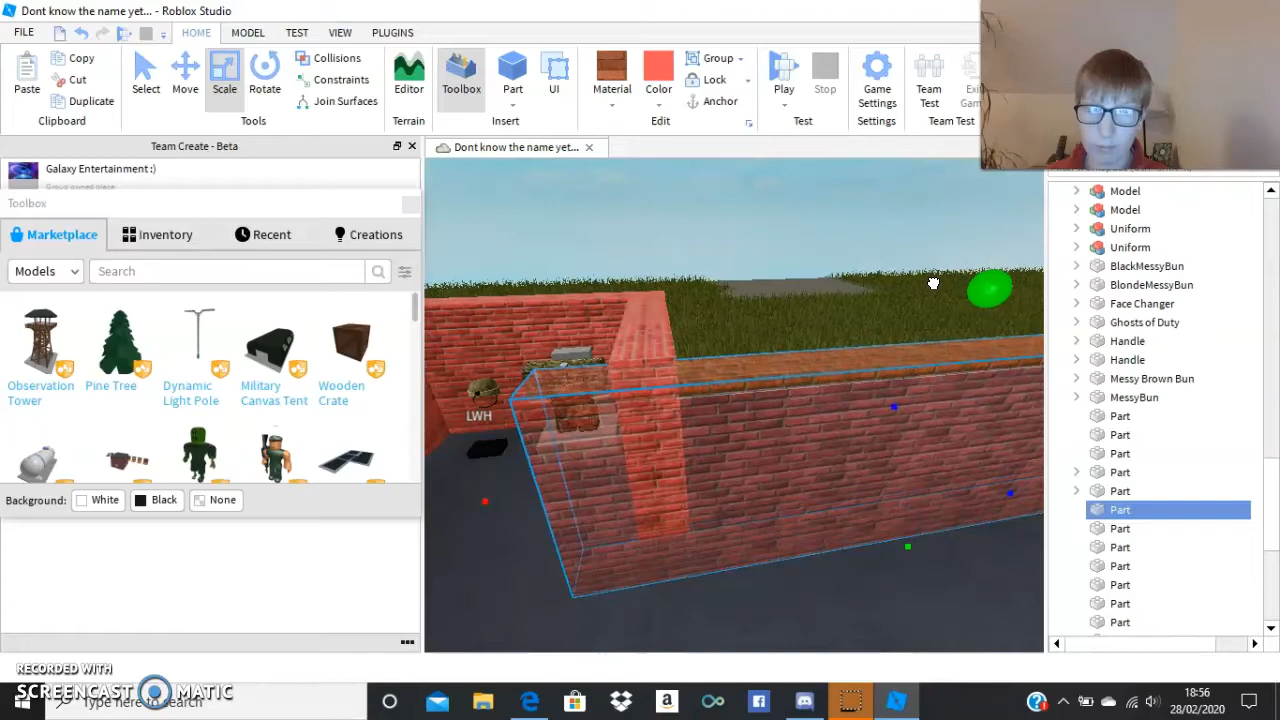 Dont know the name yet... - Roblox Studio
FILE
HOME
MODEL
TEST
VIEW
PLUGINS
Paste
Copy
Cut
Duplicate
Clipboard
Select
Move
Scale
Rotate
Tools
Collisions
Constraints
Join Surfaces
Editor
Terrain
Toolbox
Part
UI
Insert
Material
Color
Group
Lock
Anchor
Edit
Play
Stop
Test
Game
Settings
Settings
Team
Test
Team Test
Team Create - Beta
Galaxy Entertainment :)
Group owned place
Toolbox
Marketplace
Inventory
Recent
Creations
Models
Search
Observation
Tower
Pine Tree
Dynamic
Light Pole
Military
Canvas Tent
Wooden
Crate
Background:
White
Black
None
Dont know the name yet...
LWH
Model
Model
Uniform
Uniform
BlackMessyBun
BlondeMessyBun
Face Changer
Ghosts of Duty
Handle
Handle
Messy Brown Bun
MessyBun
Part
Part
Part
Part
Part
Part
Part
Part
Part
Part
Part
Part
RECORDED WITH
SCREENCAST MATIC
Type here to search
18:56
28/02/2020